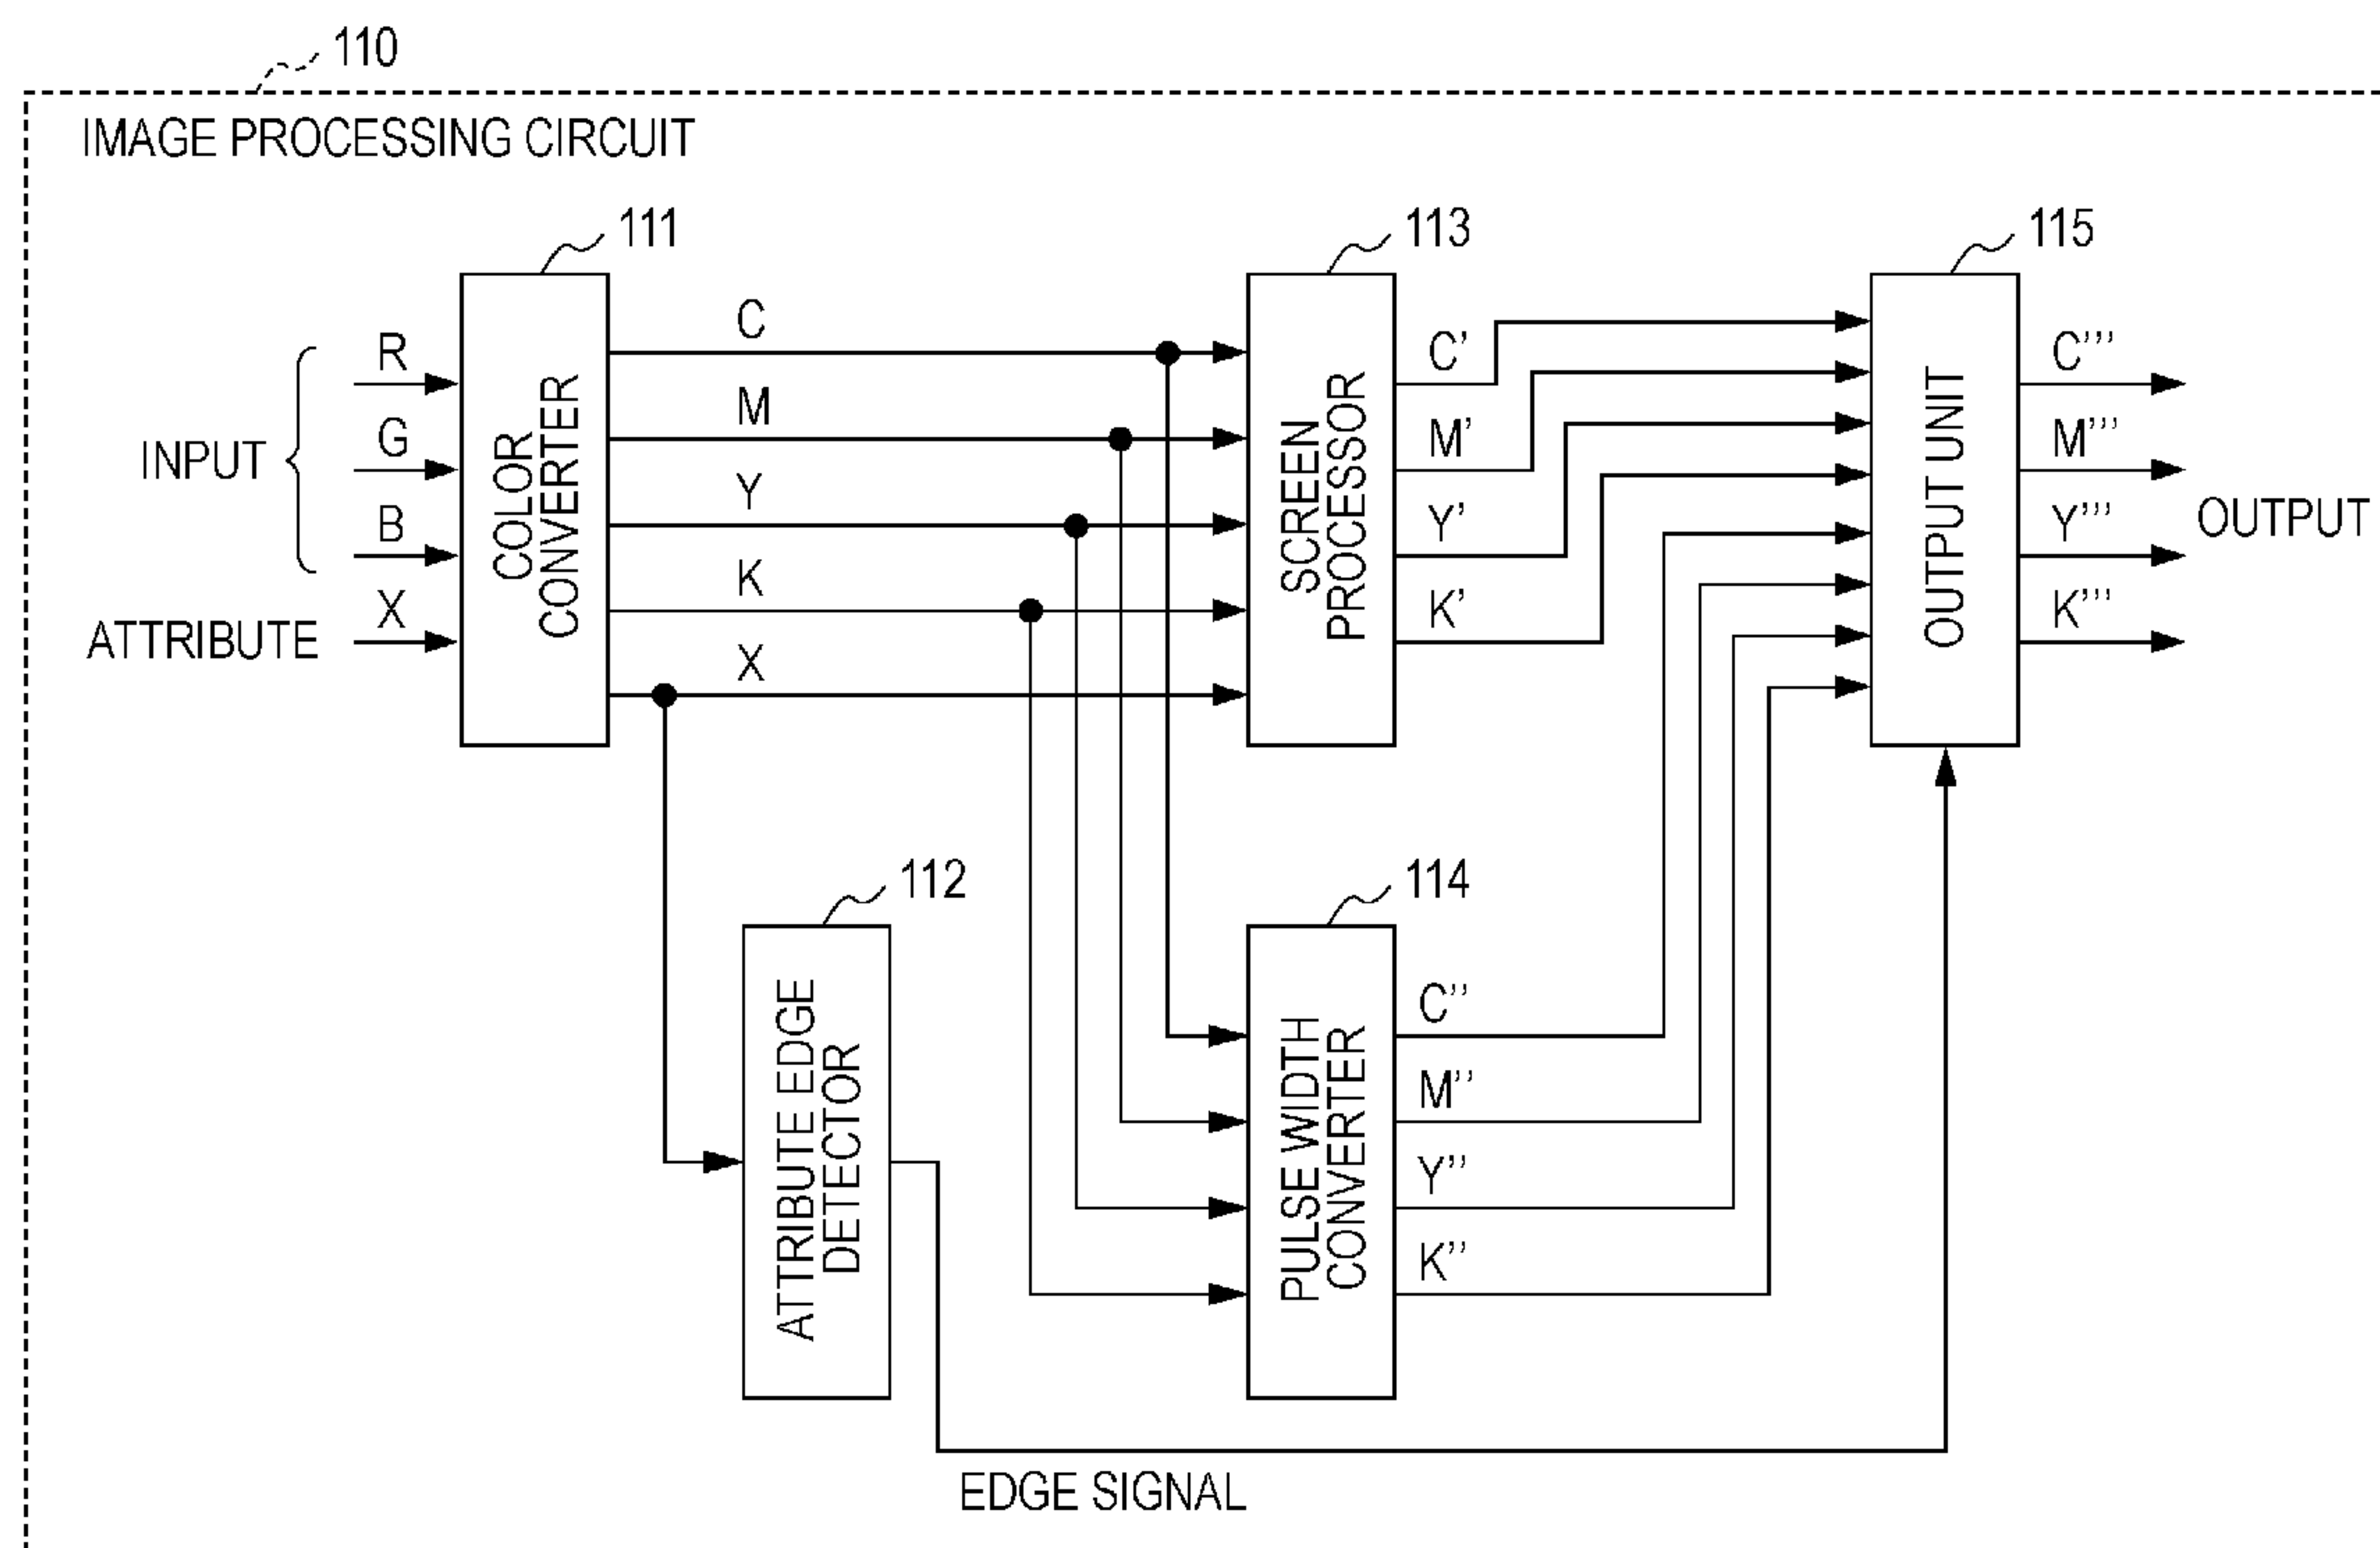 110
IMAGE PROCESSING CIRCUIT
111
113
115
INPUT
R
G
B
ATTRIBUTE
X
COLOR
CONVERTER
C
M
Y
K
X
SCREEN
PROCESSOR
C’
M’
Y’
K’
OUTPUT UNIT
C’’’
M’’’
Y’’’
K’’’
OUTPUT
112
114
ATTRIBUTE EDGE
DETECTOR
PULSE WIDTH
CONVERTER
C’’
M’’
Y’’
K’’
EDGE SIGNAL